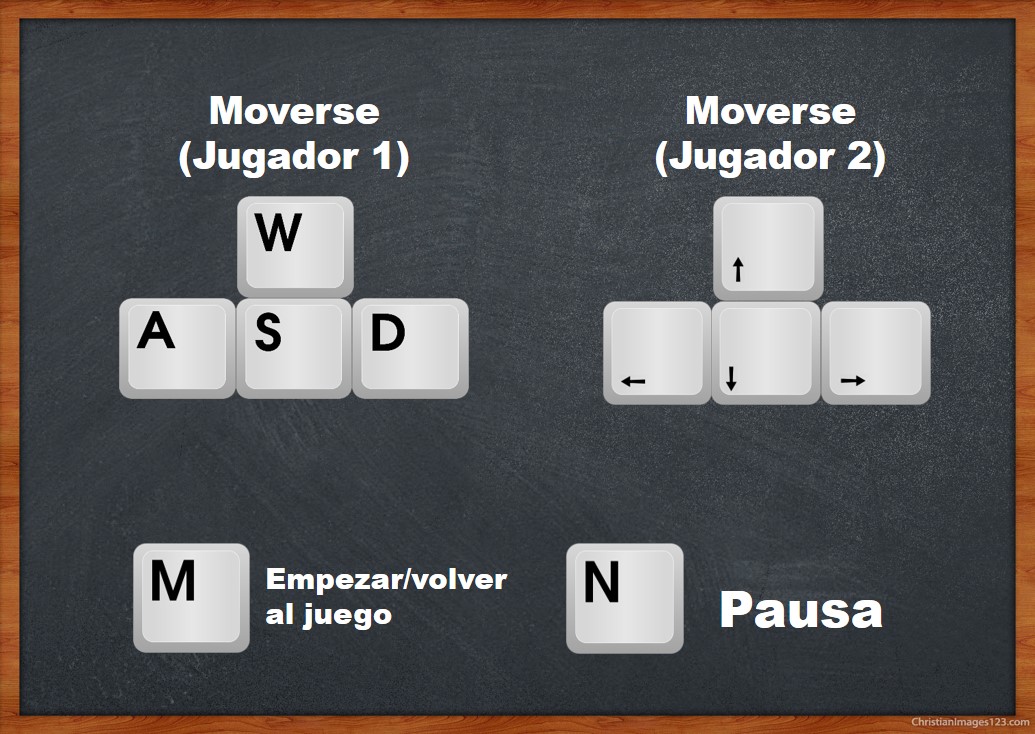 Moverse
(Jugador 1)
Moverse
(Jugador 2)
W
↑
A S D
← ↓ →
M
Empezar/volver
al juego
N
Pausa
ChristianImages123.com